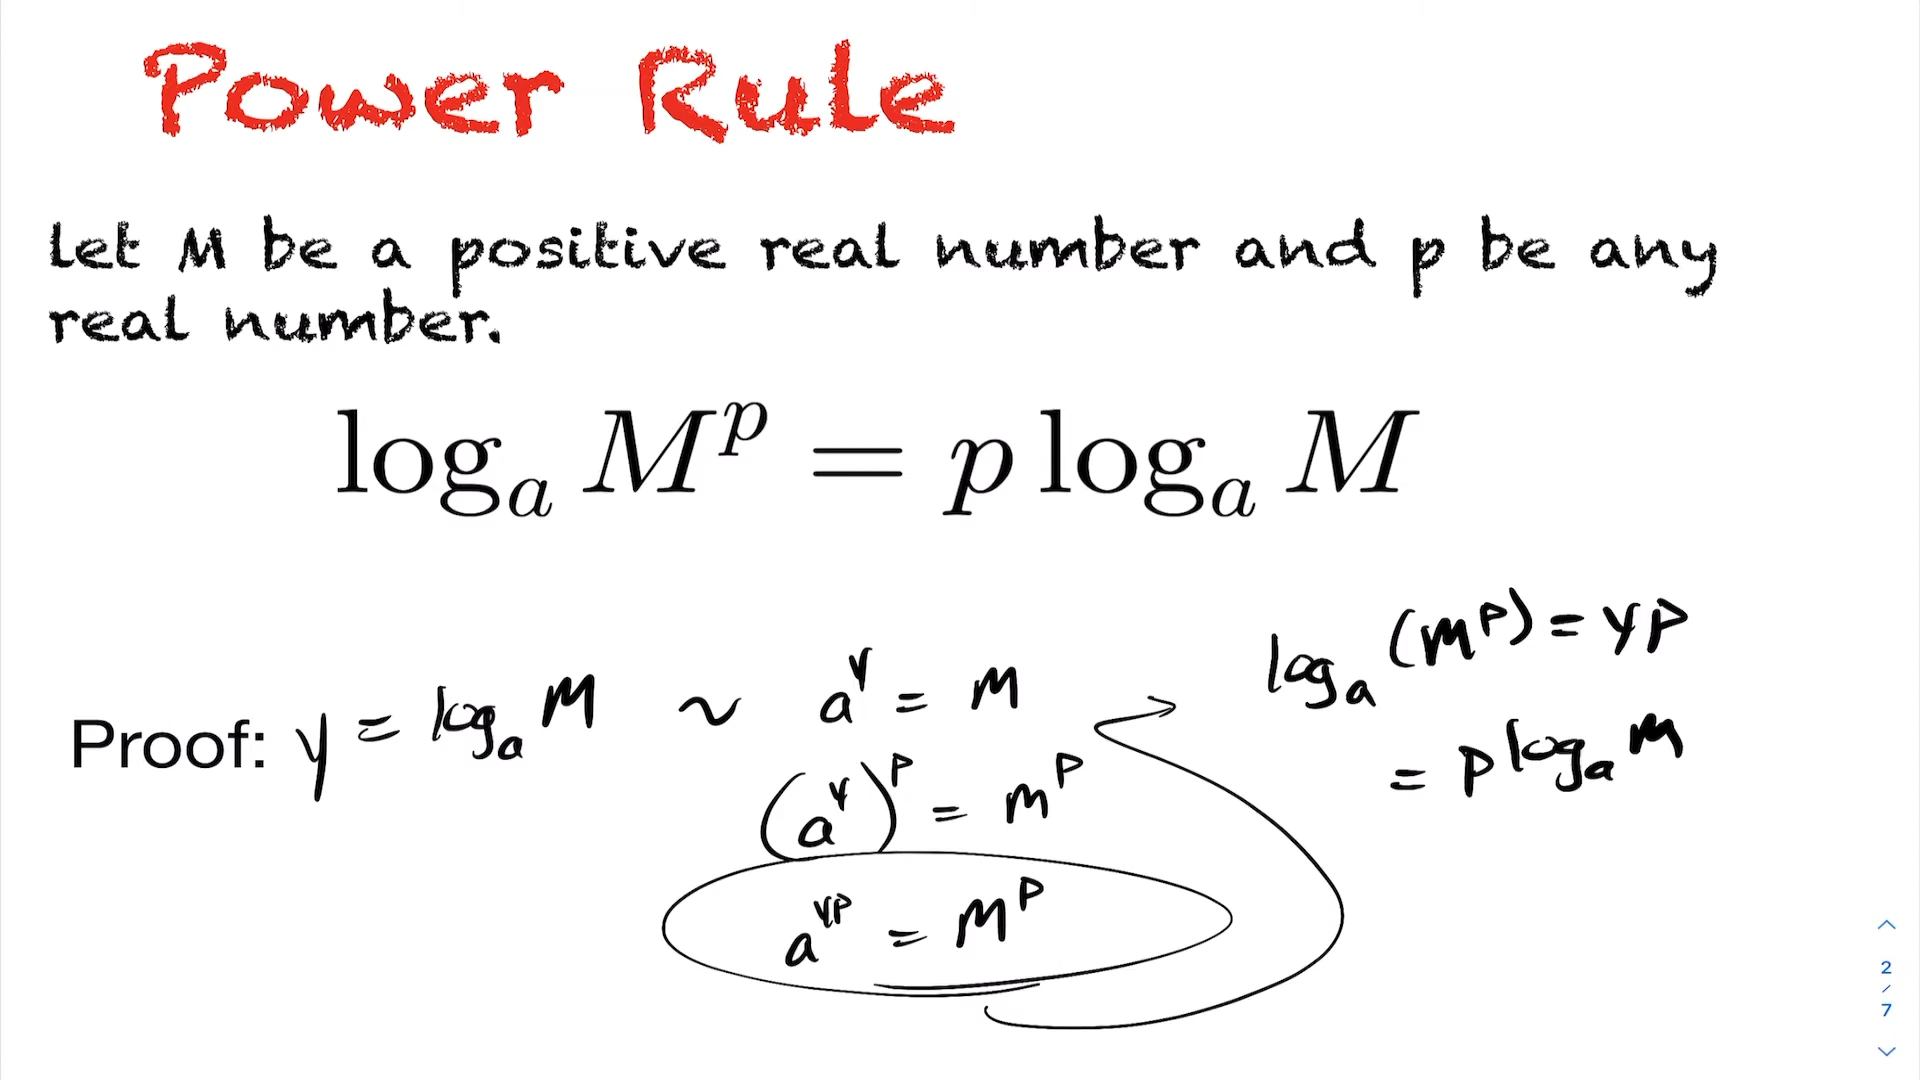 Power Rule
Let M be a positive real number and p be any
real number.
logₐ Mᵖ = p logₐ M
Proof: y = logₐ M ~ aʸ = M
(aʸ)ᵖ = Mᵖ
aʸᵖ = Mᵖ
logₐ (Mᵖ) = yp
= p logₐ M
2
/
7